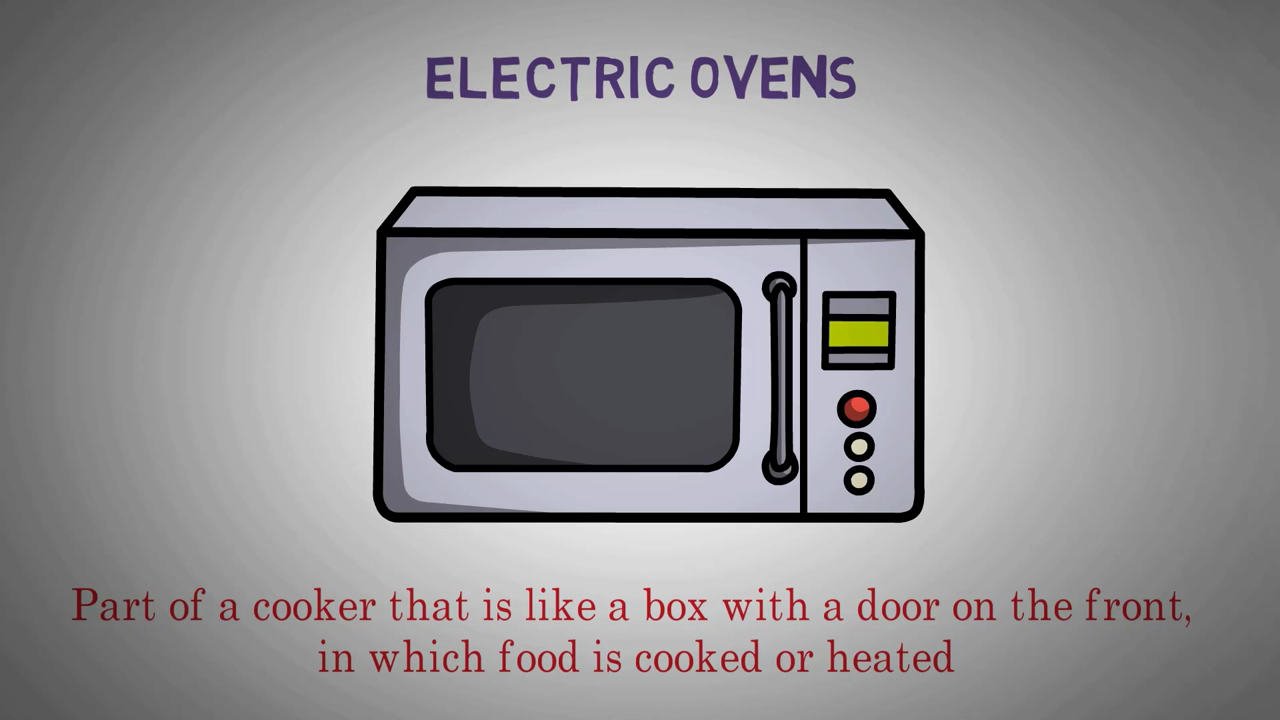 ELECTRIC OVENS
Part of a cooker that is like a box with a door on the front,
in which food is cooked or heated